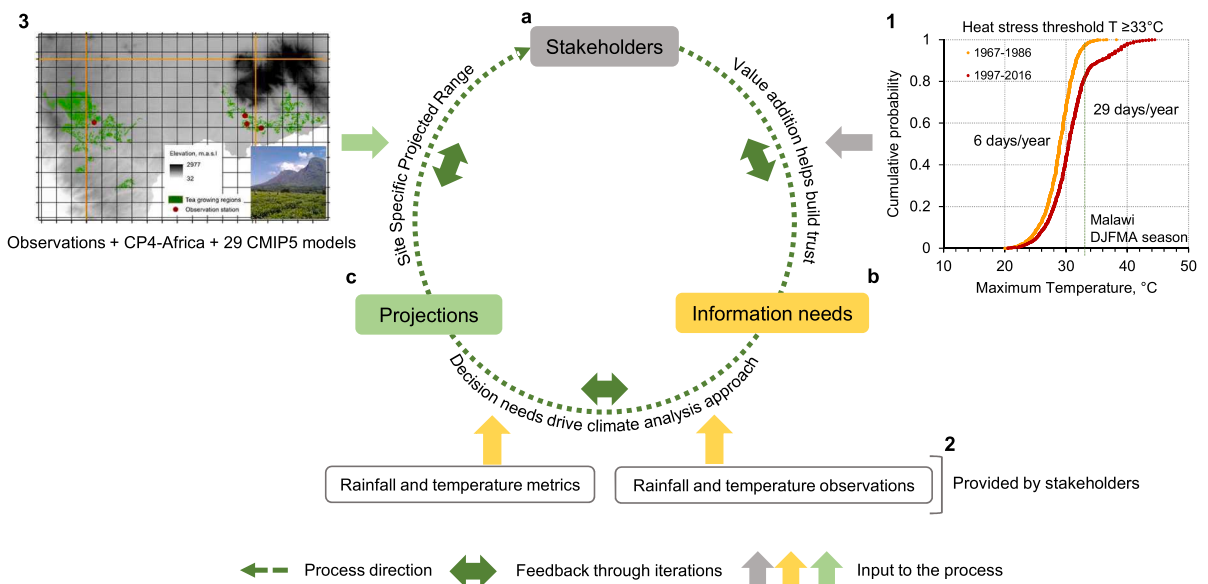 3
a
1
Stakeholders
Heat stress threshold T ≥33°C
1967-1986
1997-2016
29 days/year
6 days/year
Malawi
DJFMA season
Cumulative probability
1
0.8
0.6
0.4
0.2
0
10
20
30
40
50
Maximum Temperature, °C
Elevation, m.a.s.l
2977
32
Tea growing regions
Observation station
Observations + CP4-Africa + 29 CMIP5 models
Site Specific Projected Range
Value addition helps build trust
c
b
Projections
Information needs
Decision needs drive climate analysis approach
2
Rainfall and temperature metrics
Rainfall and temperature observations
Provided by stakeholders
Process direction
Feedback through iterations
Input to the process